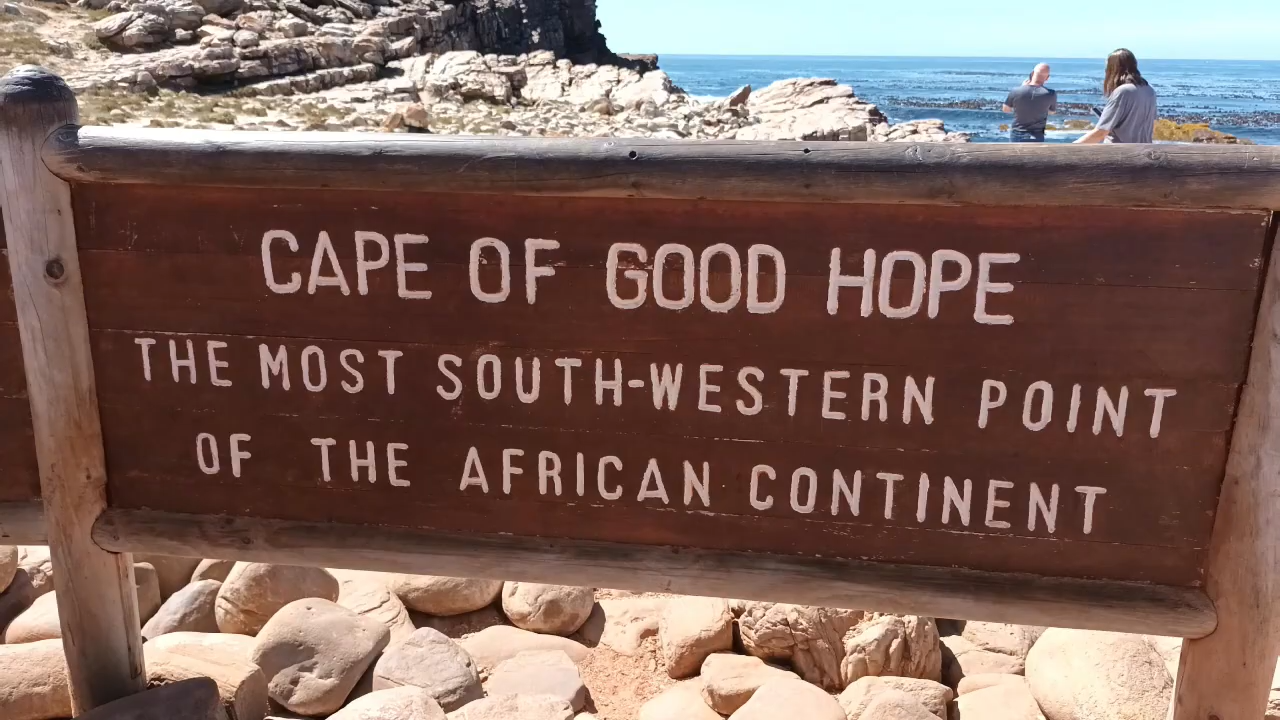 CAPE OF GOOD HOPE
THE MOST SOUTH-WESTERN POINT
OF THE AFRICAN CONTINENT